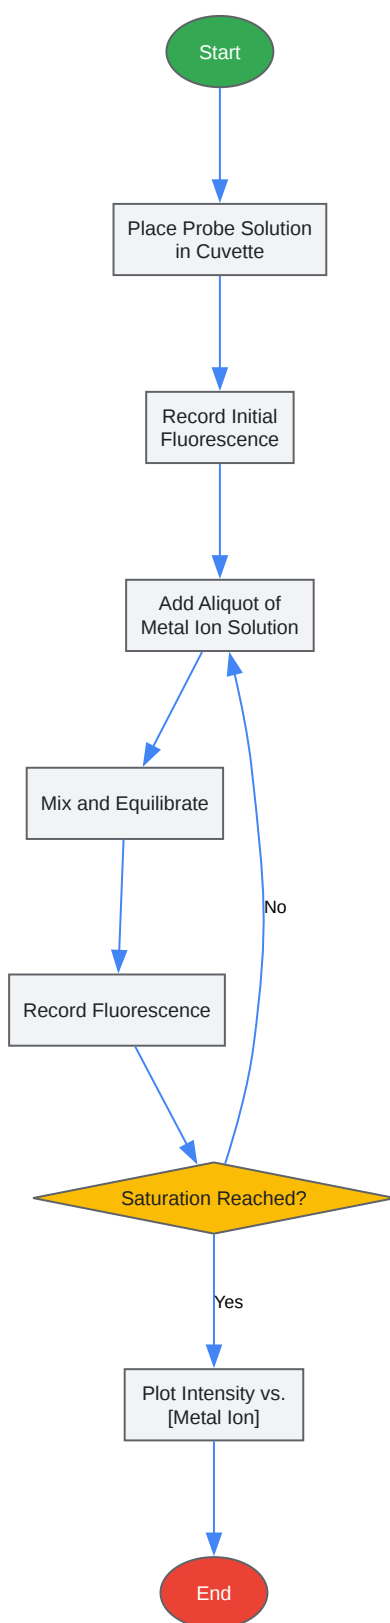 Start
Place Probe Solution
in Cuvette
Record Initial
Fluorescence
Add Aliquot of
Metal Ion Solution
Mix and Equilibrate
No
Record Fluorescence
Saturation Reached?
Yes
Plot Intensity vs.
[Metal Ion]
End